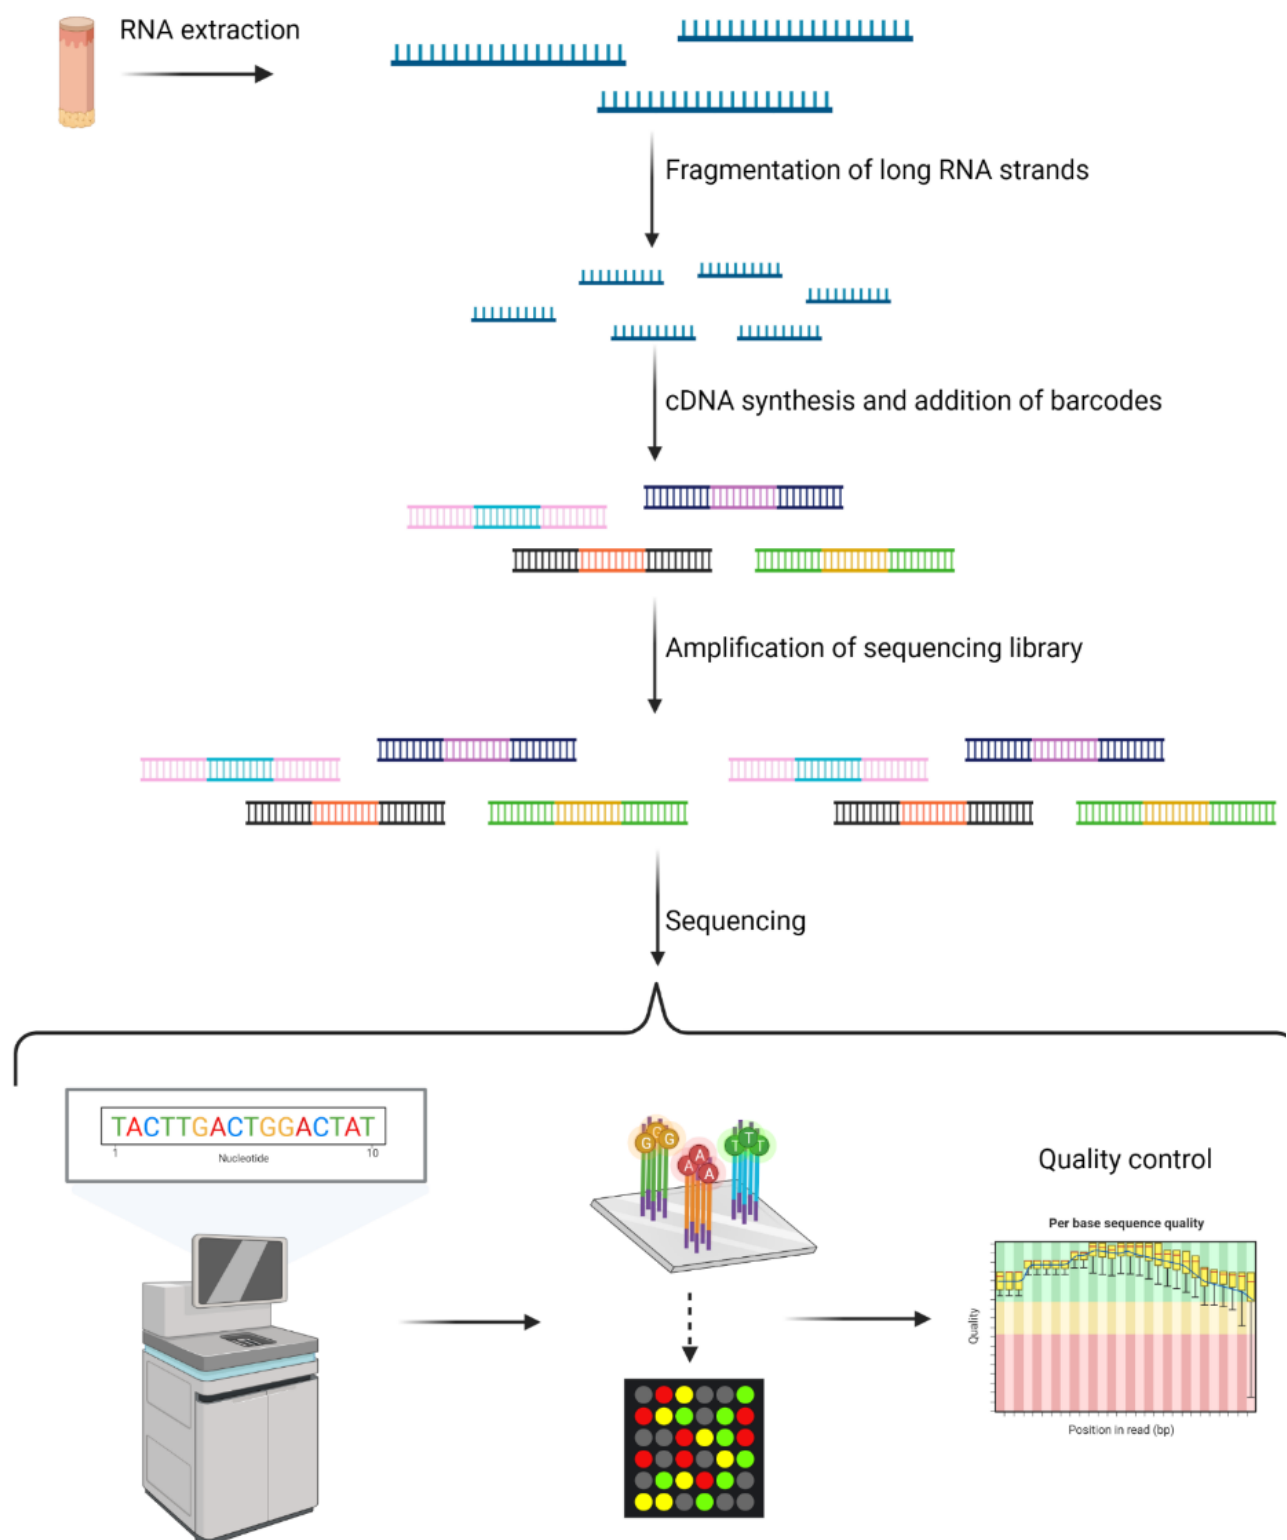 RNA extraction
Fragmentation of long RNA strands
cDNA synthesis and addition of barcodes
Amplification of sequencing library
Sequencing
TACTTGACTGGACTAT
1
10
Nucleotide
G G G
A A A
T T T
Quality control
Per base sequence quality
Quality
Position in read (bp)